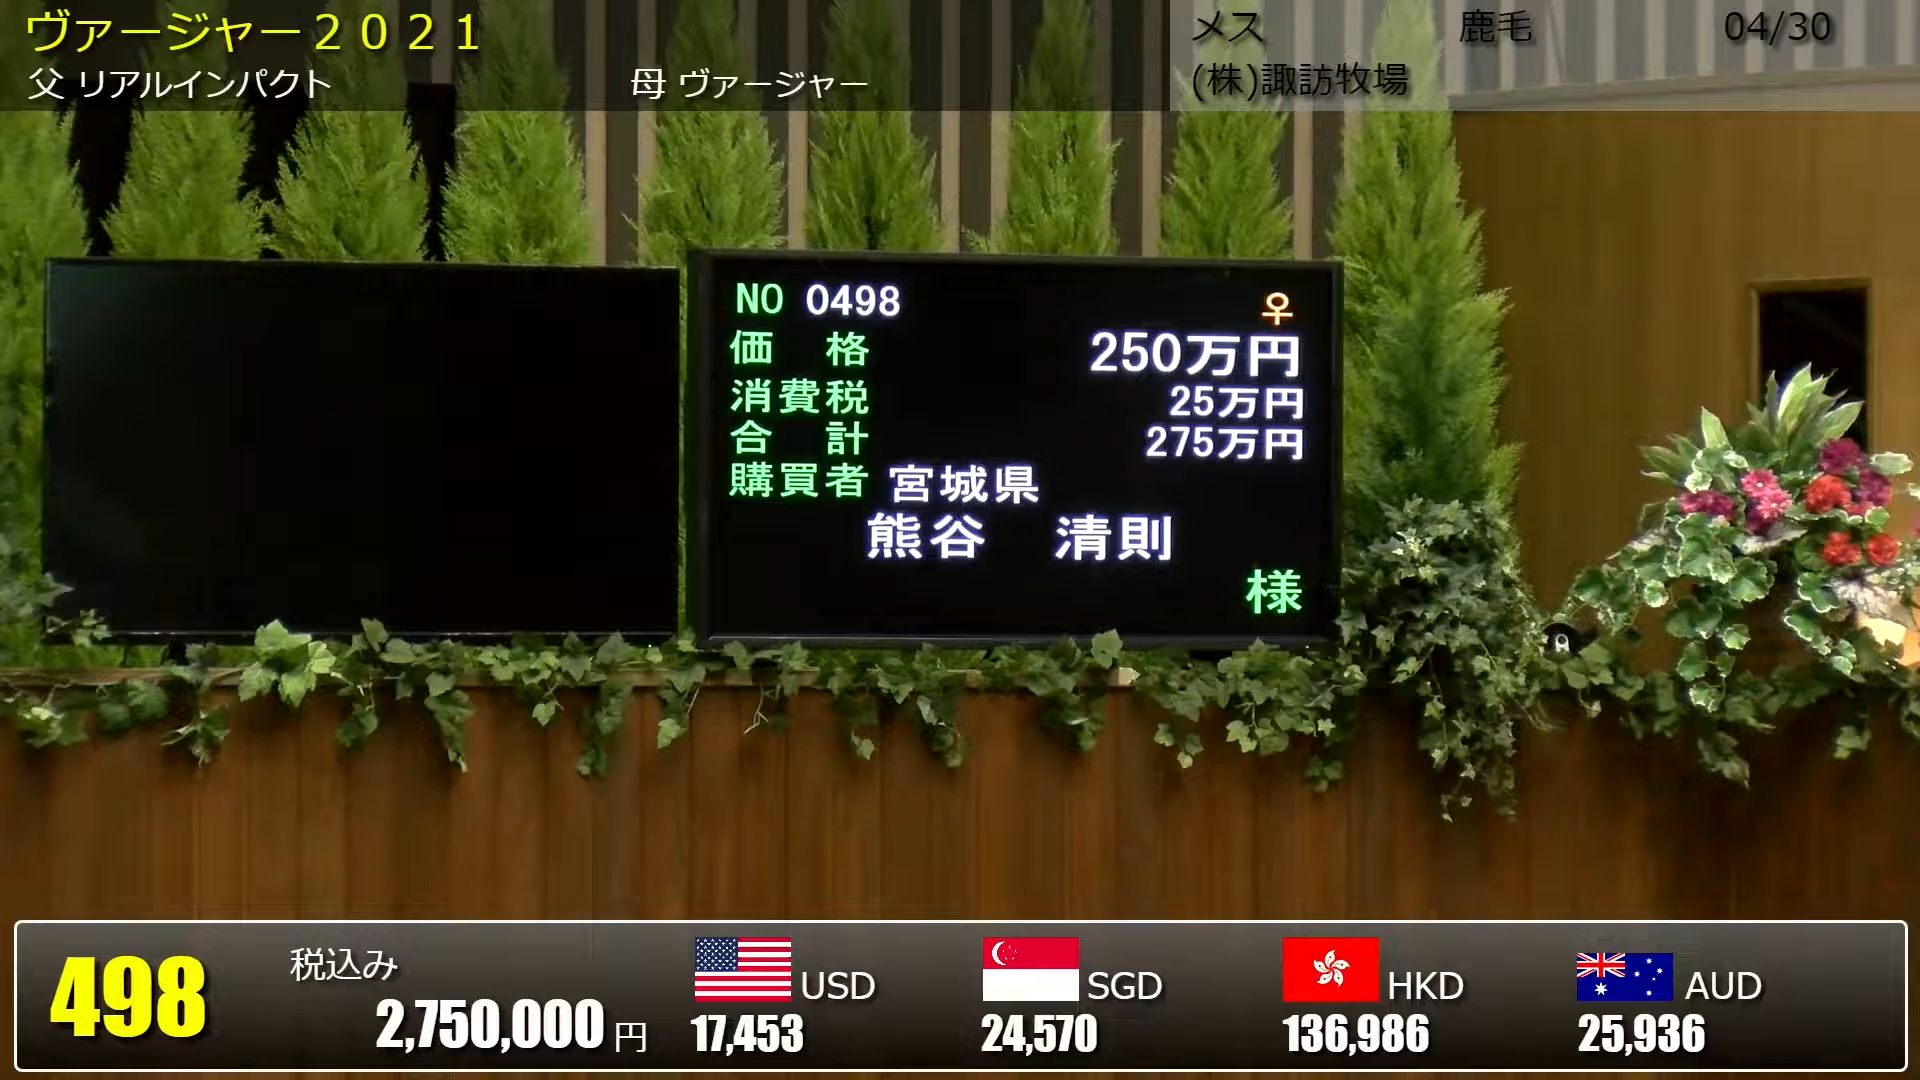 ヴァージャー２０２１
父 リアルインパクト
母 ヴァージャー
メス 鹿毛 04/30
(株)諏訪牧場
NO 0498 ♀
価 格 250万円
消費税 25万円
合 計 275万円
購買者 宮城県
熊谷 清則
様
498
税込み
2,750,000円
USD
17,453
SGD
24,570
HKD
136,986
AUD
25,936